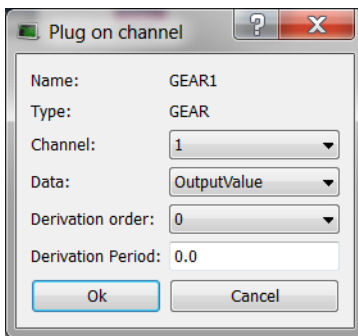 Plug on channel
Name: GEAR1
Type: GEAR
Channel: 1
Data: OutputValue
Derivation order: 0
Derivation Period: 0.0
Ok Cancel